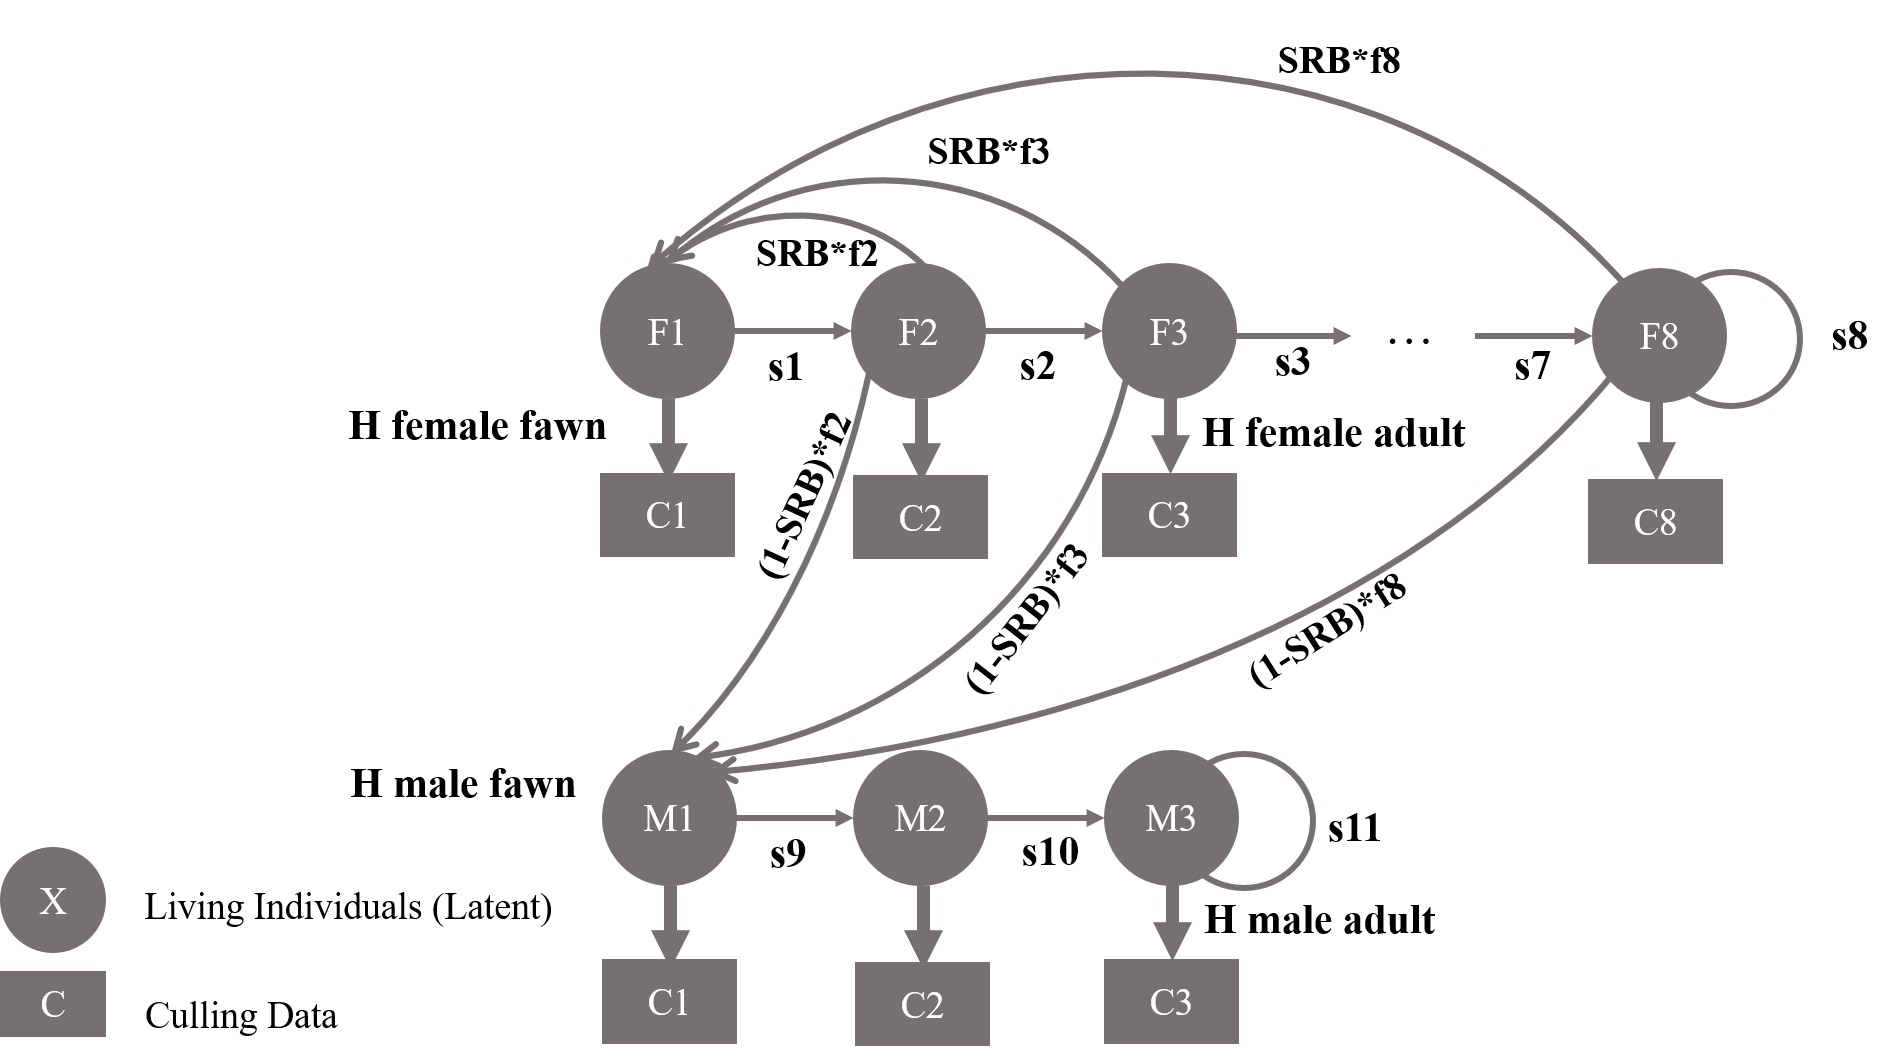 SRB*f8
SRB*f3
SRB*f2
F1
F2
F3
...
F8
s8
s1
s2
s3
s7
H female fawn
H female adult
(1-SRB)*f2
C1
C2
C3
C8
(1-SRB)*f3
(1-SRB)*f8
H male fawn
M1
M2
M3
s9
s10
s11
H male adult
X
Living Individuals (Latent)
C1
C2
C3
C
Culling Data